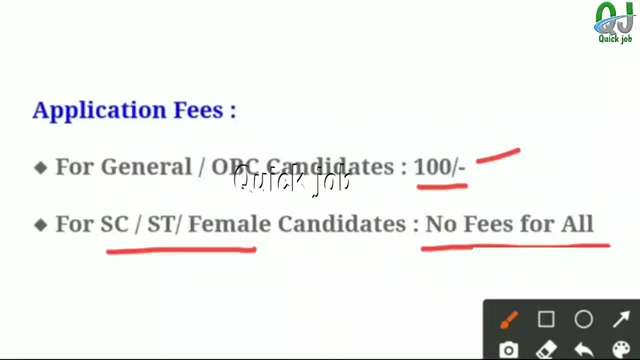 QJ
Quick job
Application Fees :
◆ For General / OBC Candidates : 100/-
Quick job
◆ For SC / ST/ Female Candidates : No Fees for All